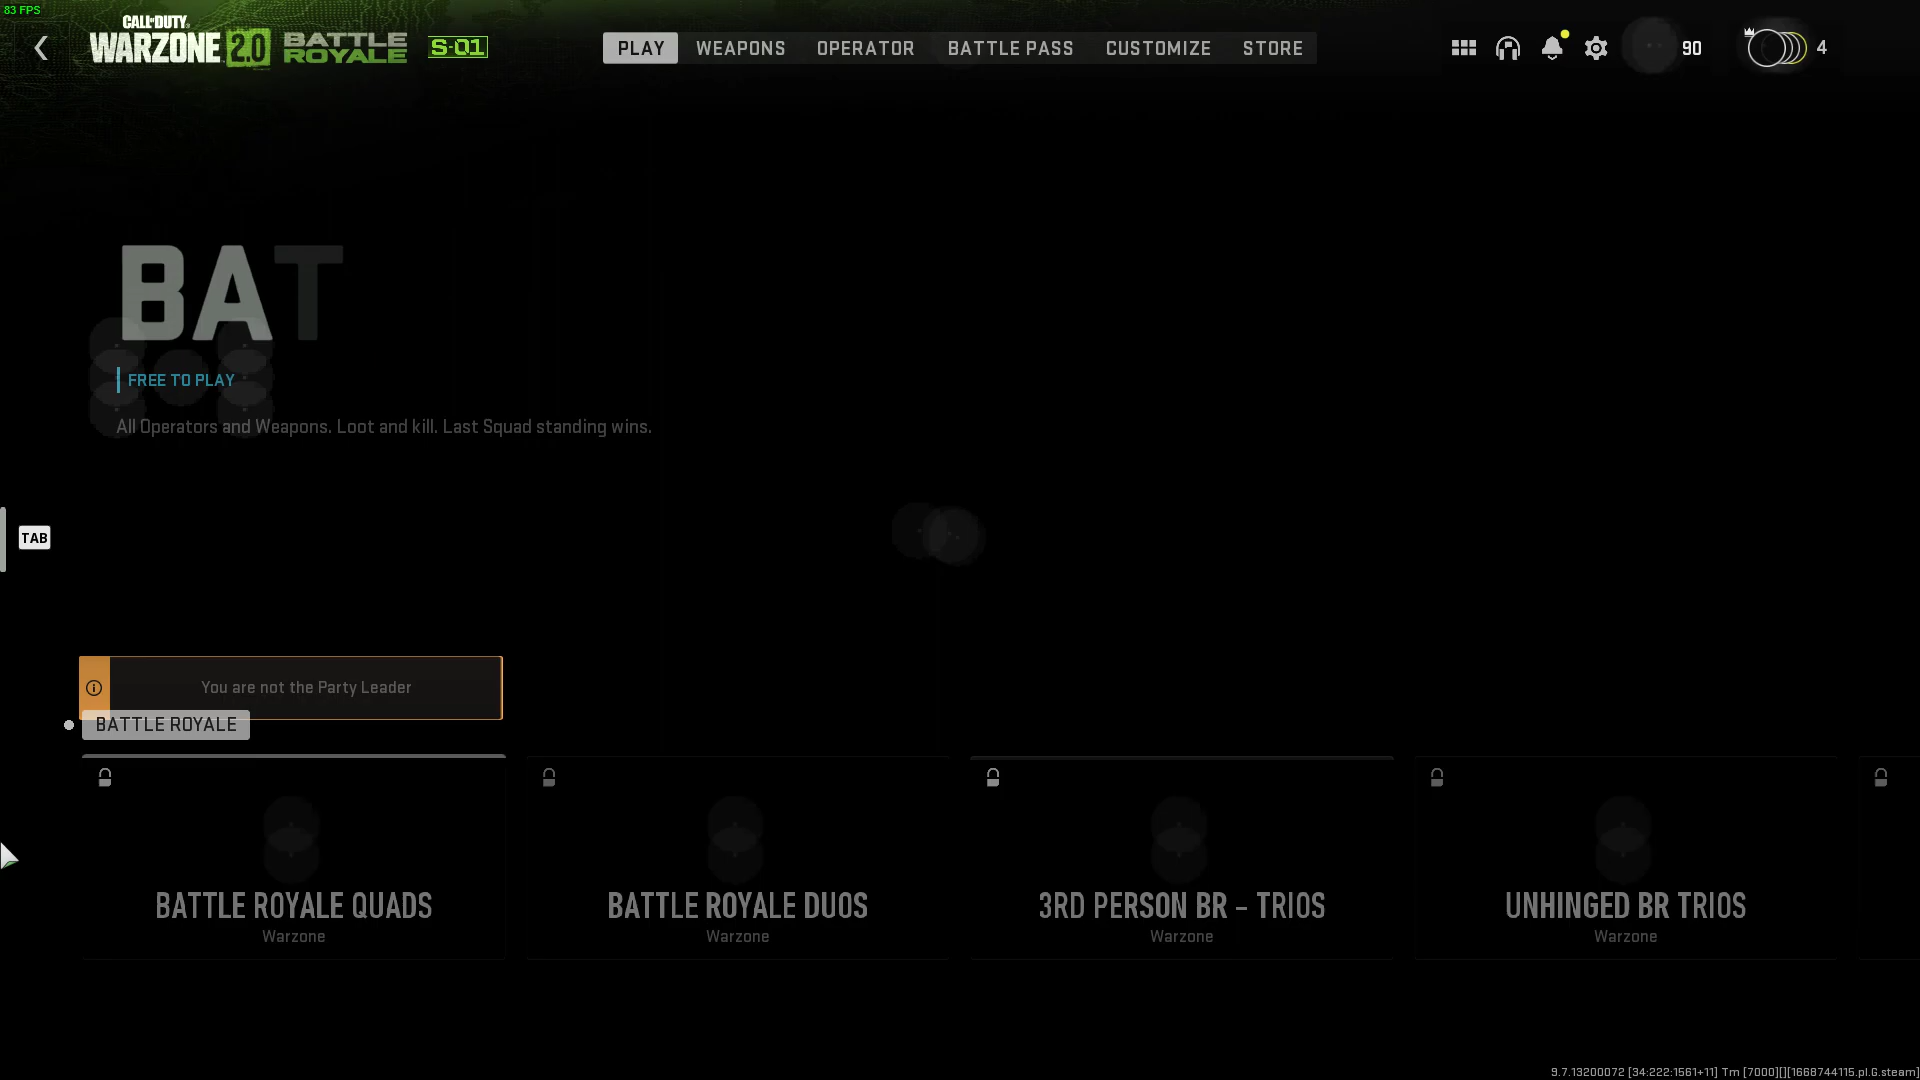 83 FPS
CALL OF DUTY
WARZONE 2.0 BATTLE ROYALE S-01
PLAY WEAPONS OPERATOR BATTLE PASS CUSTOMIZE STORE
90 4
BAT
FREE TO PLAY
All Operators and Weapons. Loot and kill. Last Squad standing wins.
TAB
You are not the Party Leader
BATTLE ROYALE
BATTLE ROYALE QUADS
Warzone
BATTLE ROYALE DUOS
Warzone
3RD PERSON BR – TRIOS
Warzone
UNHINGED BR TRIOS
Warzone
9.7.13200072 [34:222:1561+11] Tm [7000][][1668744115.pl.G.steam]